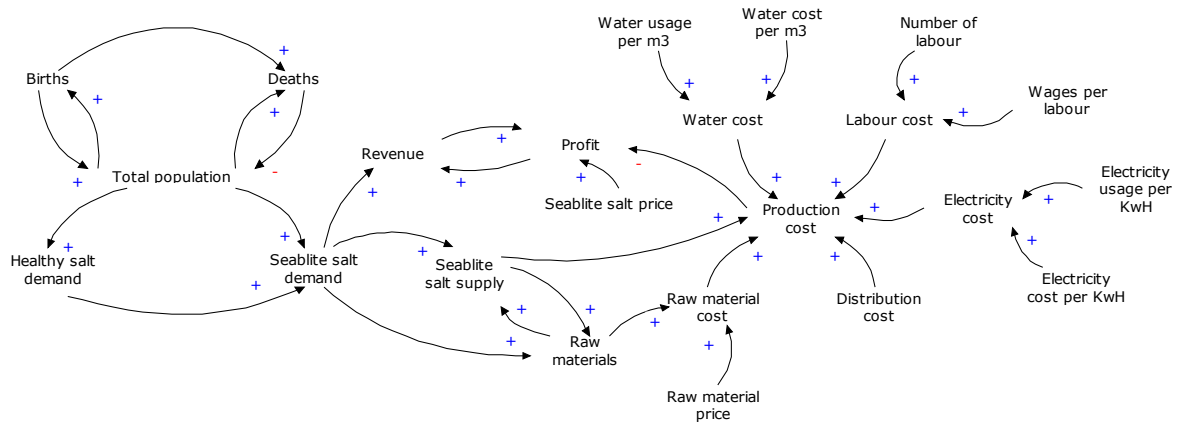 Water usage
per m3
Water cost
per m3
Number of
labour
+
Births
Deaths
+
+
+
+
+
Wages per
labour
+
+
Water cost
Labour cost
+
Revenue
+
Profit
-
Total population
+
-
+
+
+
+
+
Seablite salt price
Electricity
usage per
KwH
+
Electricity
cost
+
Production
cost
+
+
+
+
+
Healthy salt
demand
Seablite salt
demand
+
Seablite
salt supply
+
+
+
Electricity
cost per KwH
+
Raw material
cost
Distribution
cost
+
+
+
+
Raw
materials
+
Raw material
price